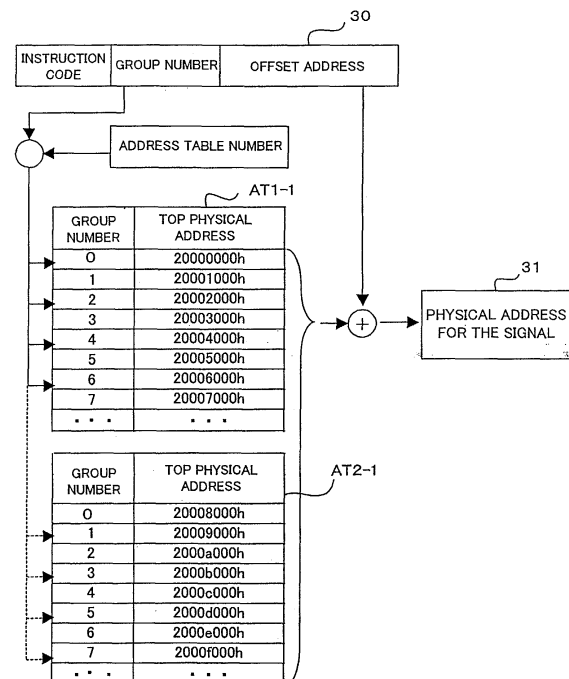 30
INSTRUCTION CODE GROUP NUMBER OFFSET ADDRESS
ADDRESS TABLE NUMBER
AT1-1
GROUP NUMBER TOP PHYSICAL ADDRESS
0 20000000h
1 20001000h
2 20002000h
3 20003000h
4 20004000h
5 20005000h
6 20006000h
7 20007000h
· · · · · ·
+
31
PHYSICAL ADDRESS
FOR THE SIGNAL
AT2-1
GROUP NUMBER TOP PHYSICAL ADDRESS
0 20008000h
1 20009000h
2 2000a000h
3 2000b000h
4 2000c000h
5 2000d000h
6 2000e000h
7 2000f000h
· · · · · ·